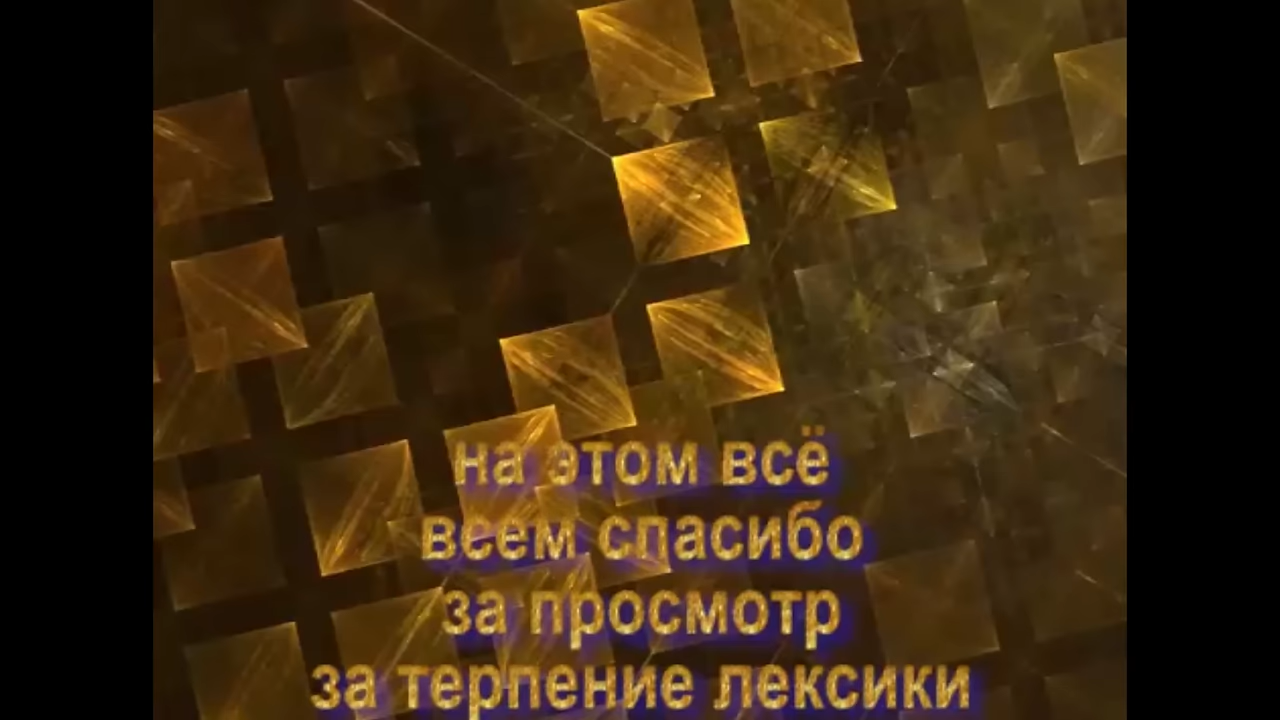 на этом всё
всем спасибо
за просмотр
за терпение лексики